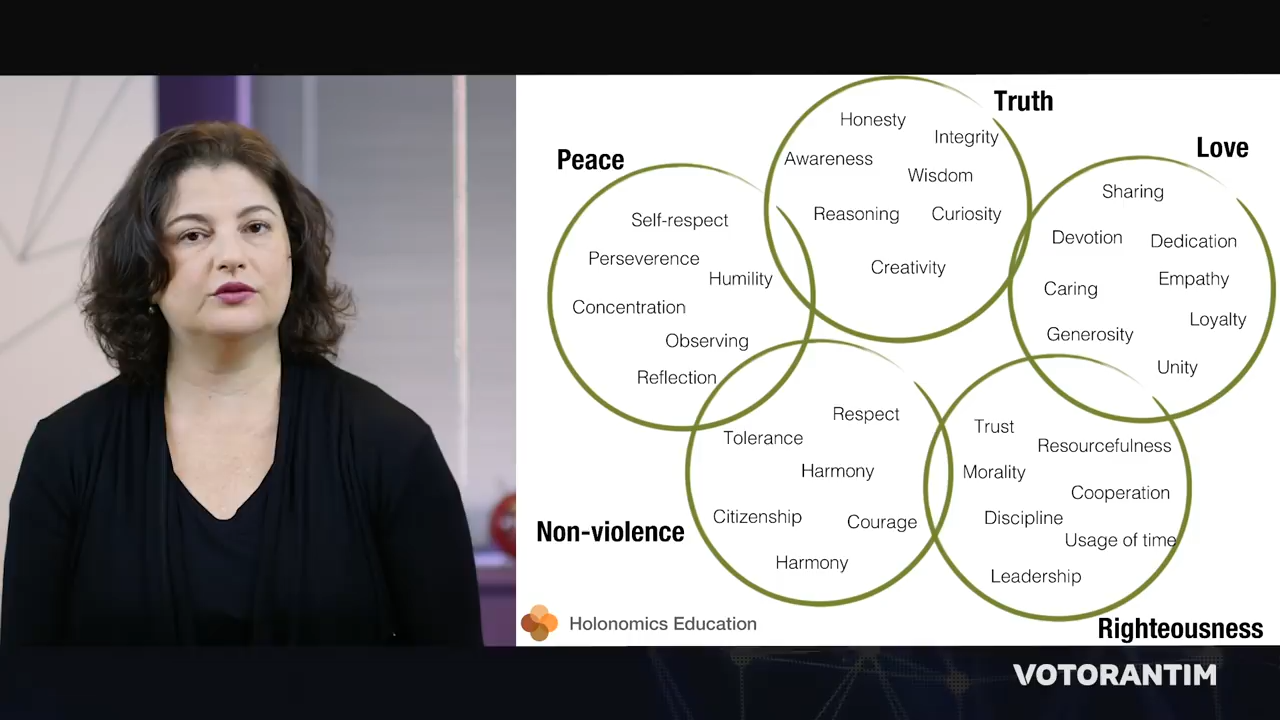 Truth
Honesty
Integrity
Awareness
Wisdom
Reasoning
Curiosity
Creativity
Love
Sharing
Devotion
Dedication
Caring
Empathy
Generosity
Loyalty
Unity
Peace
Self-respect
Perseverence
Humility
Concentration
Observing
Reflection
Non-violence
Respect
Tolerance
Harmony
Citizenship
Courage
Harmony
Righteousness
Trust
Resourcefulness
Morality
Cooperation
Discipline
Usage of time
Leadership
Holonomics Education
VOTORANTIM